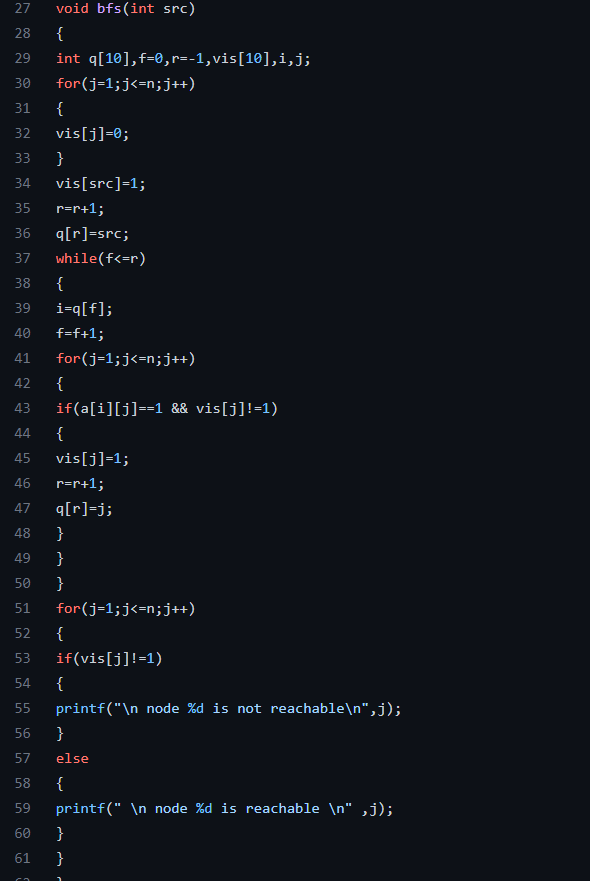 27 void bfs(int src)
28 {
29 int q[10],f=0,r=-1,vis[10],i,j;
30 for(j=1;j<=n;j++)
31 {
32 vis[j]=0;
33 }
34 vis[src]=1;
35 r=r+1;
36 q[r]=src;
37 while(f<=r)
38 {
39 i=q[f];
40 f=f+1;
41 for(j=1;j<=n;j++)
42 {
43 if(a[i][j]==1 && vis[j]!=1)
44 {
45 vis[j]=1;
46 r=r+1;
47 q[r]=j;
48 }
49 }
50 }
51 for(j=1;j<=n;j++)
52 {
53 if(vis[j]!=1)
54 {
55 printf("\n node %d is not reachable\n",j);
56 }
57 else
58 {
59 printf(" \n node %d is reachable \n" ,j);
60 }
61 }